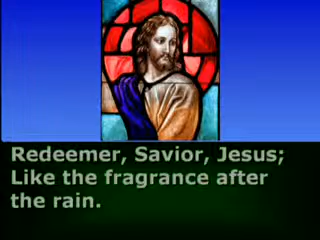 Redeemer, Savior, Jesus;
Like the fragrance after
the rain.